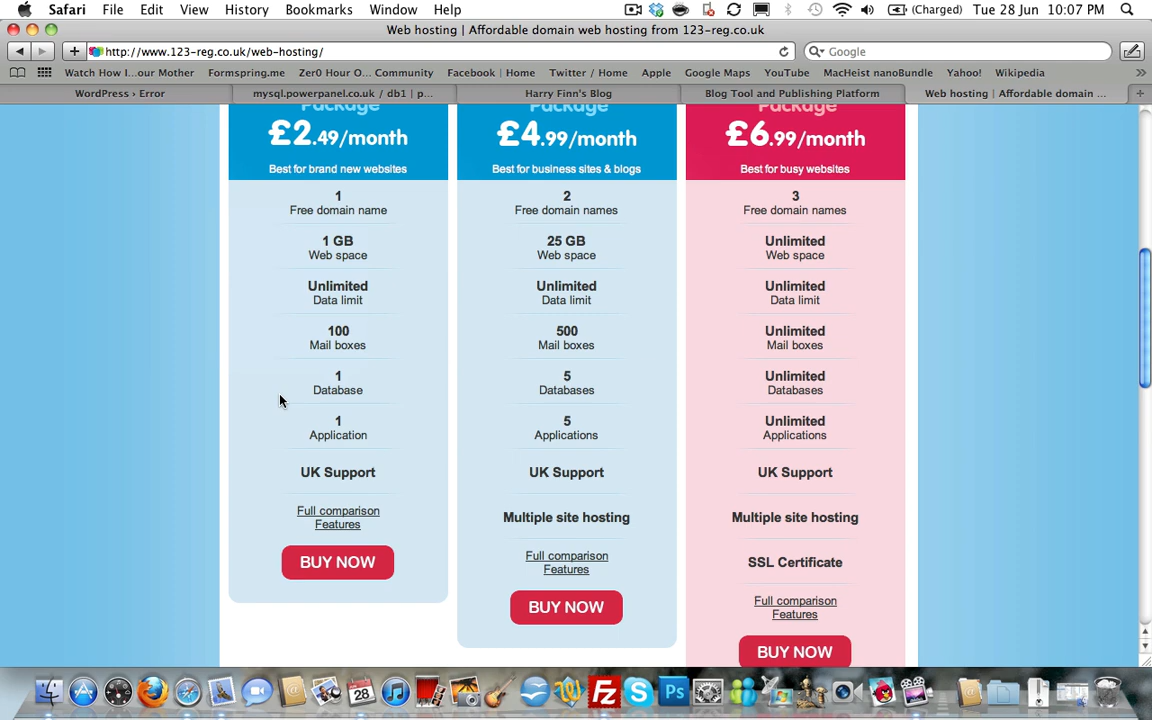 Safari File Edit View History Bookmarks Window Help (Charged) Tue 28 Jun 10:07 PM
Web hosting | Affordable domain web hosting from 123-reg.co.uk
http://www.123-reg.co.uk/web-hosting/ Google
Watch How I...our Mother Formspring.me Zer0 Hour O... Community Facebook | Home Twitter / Home Apple Google Maps YouTube MacHeist nanoBundle Yahoo! Wikipedia
WordPress › Error mysql.powerpanel.co.uk / db1 | p... Harry Finn's Blog Blog Tool and Publishing Platform Web hosting | Affordable domain ...
Package
£2.49/month
Best for brand new websites
1
Free domain name
1 GB
Web space
Unlimited
Data limit
100
Mail boxes
1
Database
1
Application
UK Support
Full comparison
Features
BUY NOW
Package
£4.99/month
Best for business sites & blogs
2
Free domain names
25 GB
Web space
Unlimited
Data limit
500
Mail boxes
5
Databases
5
Applications
UK Support
Multiple site hosting
Full comparison
Features
BUY NOW
Package
£6.99/month
Best for busy websites
3
Free domain names
Unlimited
Web space
Unlimited
Data limit
Unlimited
Mail boxes
Unlimited
Databases
Unlimited
Applications
UK Support
Multiple site hosting
SSL Certificate
Full comparison
Features
BUY NOW
28
Ps